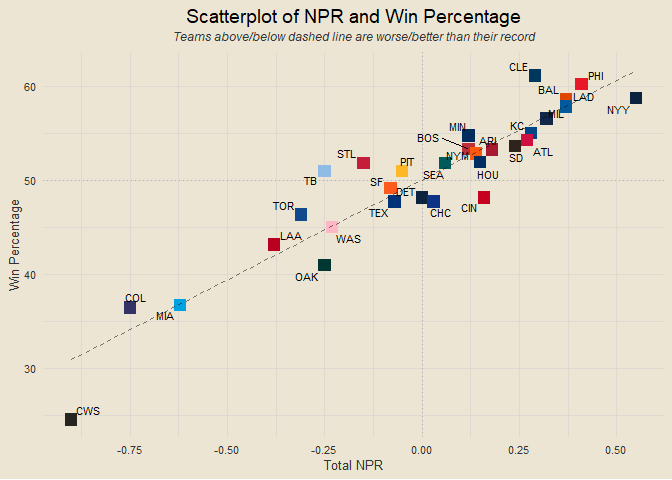 Scatterplot of NPR and Win Percentage
Teams above/below dashed line are worse/better than their record
CLE
PHI
60
BAL
LAD
NYY
MIL
MIN
KC
BOS
ARI
STL
NYM
SD
ATL
PIT
TB
SEA
HOU
50
SF
DET
TOR
TEX
CHC
CIN
LAA
WAS
Win Percentage
40
OAK
COL
MIA
30
CWS
-0.75
-0.50
-0.25
0.00
0.25
0.50
Total NPR